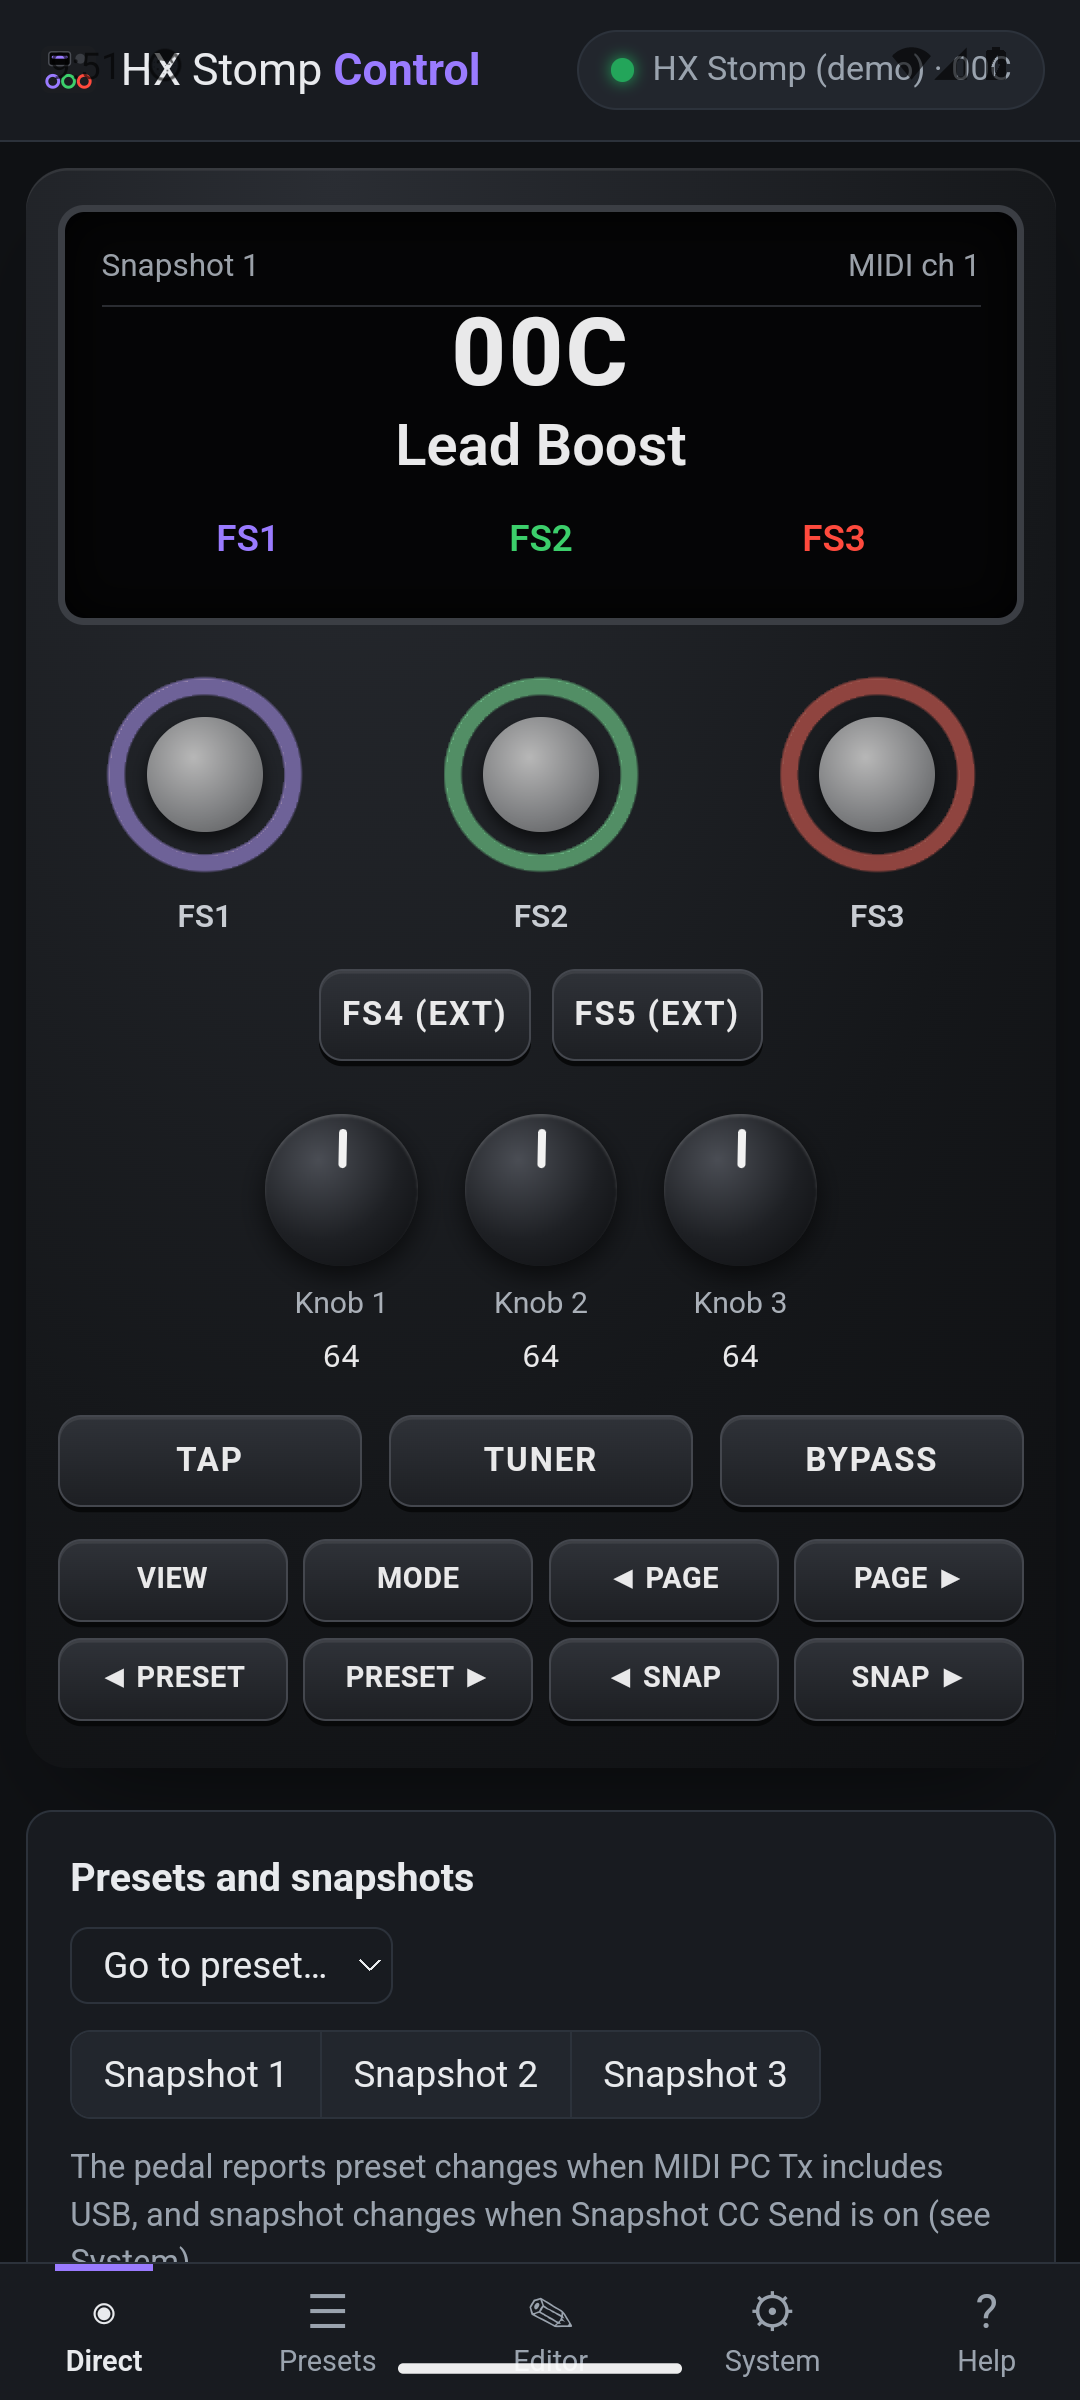 HX Stomp Control
HX Stomp (demo) · 00C
Snapshot 1
MIDI ch 1
00C
Lead Boost
FS1
FS2
FS3
FS1
FS2
FS3
FS4 (EXT)
FS5 (EXT)
Knob 1
Knob 2
Knob 3
64
64
64
TAP
TUNER
BYPASS
VIEW
MODE
◀ PAGE
PAGE ▶
◀ PRESET
PRESET ▶
◀ SNAP
SNAP ▶
Presets and snapshots
Go to preset…
Snapshot 1
Snapshot 2
Snapshot 3
The pedal reports preset changes when MIDI PC Tx includes
USB, and snapshot changes when Snapshot CC Send is on (see
System)
Direct
Presets
Editor
System
? 
Help